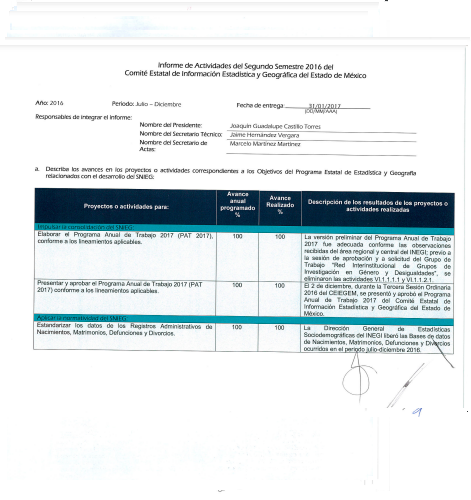 Informe de Actividades del Segundo Semestre 2016 del
Comité Estatal de Información Estadística y Geográfica del Estado de México
Año: 2016 Periodo: Julio – Diciembre Fecha de entrega: 31/01/2017
(DD/MM/AAA)
Responsables de integrar el informe:
Nombre del Presidente: Joaquín Guadalupe Castillo Torres
Nombre del Secretario Técnico: Jaime Hernández Vergara
Nombre del Secretario de Actas: Marcelo Martínez Martínez
a. Describa los avances en los proyectos o actividades correspondientes a los Objetivos del Programa Estatal de Estadística y Geografía
relacionados con el desarrollo del SNIEG:
Proyectos o actividades para:
Avance
anual
programado
%
Avance
Realizado
%
Descripción de los resultados de los proyectos o
actividades realizadas
Impulsar la consolidación del SNIEG
Elaborar el Programa Anual de Trabajo 2017 (PAT 2017),
conforme a los lineamientos aplicables.
100
100
La versión preliminar del Programa Anual de Trabajo
2017 fue adecuada conforme las observaciones
recibidas del área regional y central del INEGI; previo a
la sesión de aprobación y a solicitud del Grupo de
Trabajo "Red Interinstitucional de Grupos de
Investigación en Género y Desigualdades", se
eliminaron las actividades VI.1.1.1.1 y VI.1.1.2.1.
Presentar y aprobar el Programa Anual de Trabajo 2017 (PAT
2017) conforme a los lineamientos aplicables.
100
100
El 2 de diciembre, durante la Tercera Sesión Ordinaria
2016 del CEIEGEM, se presentó y aprobó el Programa
Anual de Trabajo 2017 del Comité Estatal de
Información Estadística y Geográfica del Estado de
México.
Aplicar la normatividad del SNIEG
Estandarizar los datos de los Registros Administrativos de
Nacimientos, Matrimonios, Defunciones y Divorcios.
100
100
La Dirección General de Estadísticas
Sociodemográficas del INEGI liberó las Bases de datos
de Nacimientos, Matrimonios, Defunciones y Divorcios
ocurridos en el periodo julio-diciembre 2016.